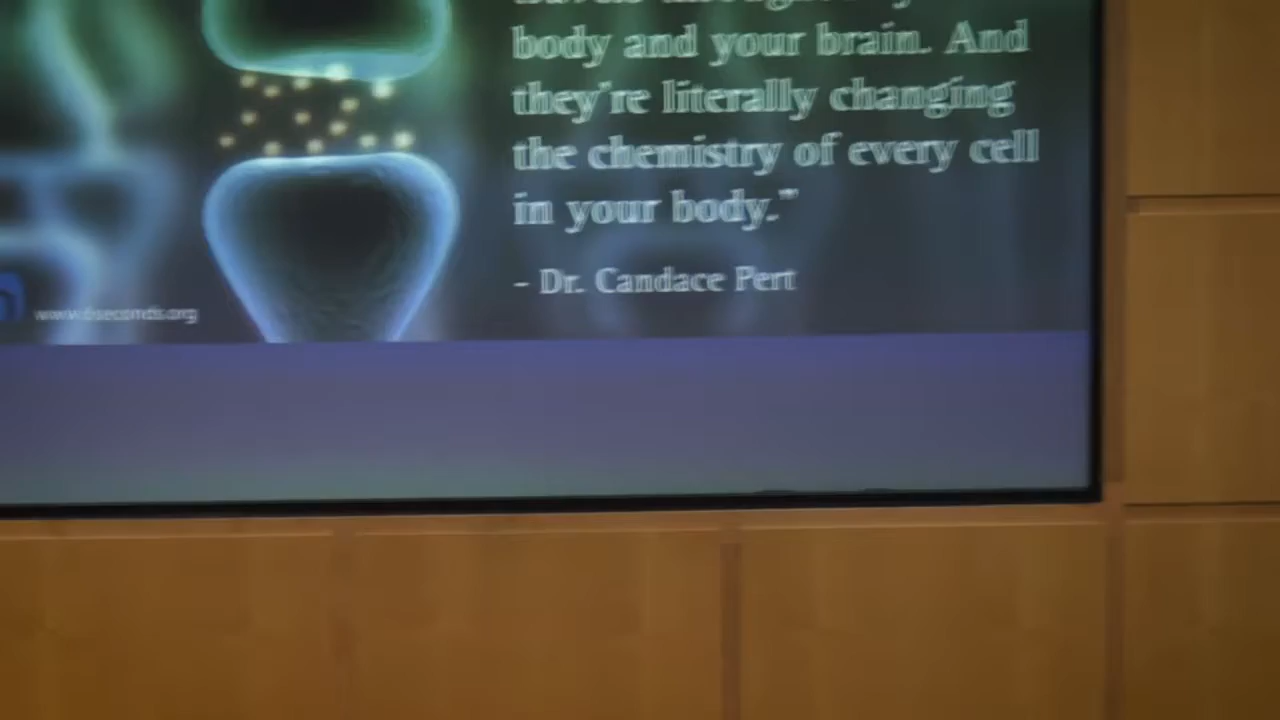 body and your brain. And
they're literally changing
the chemistry of every cell
in your body."
- Dr. Candace Pert